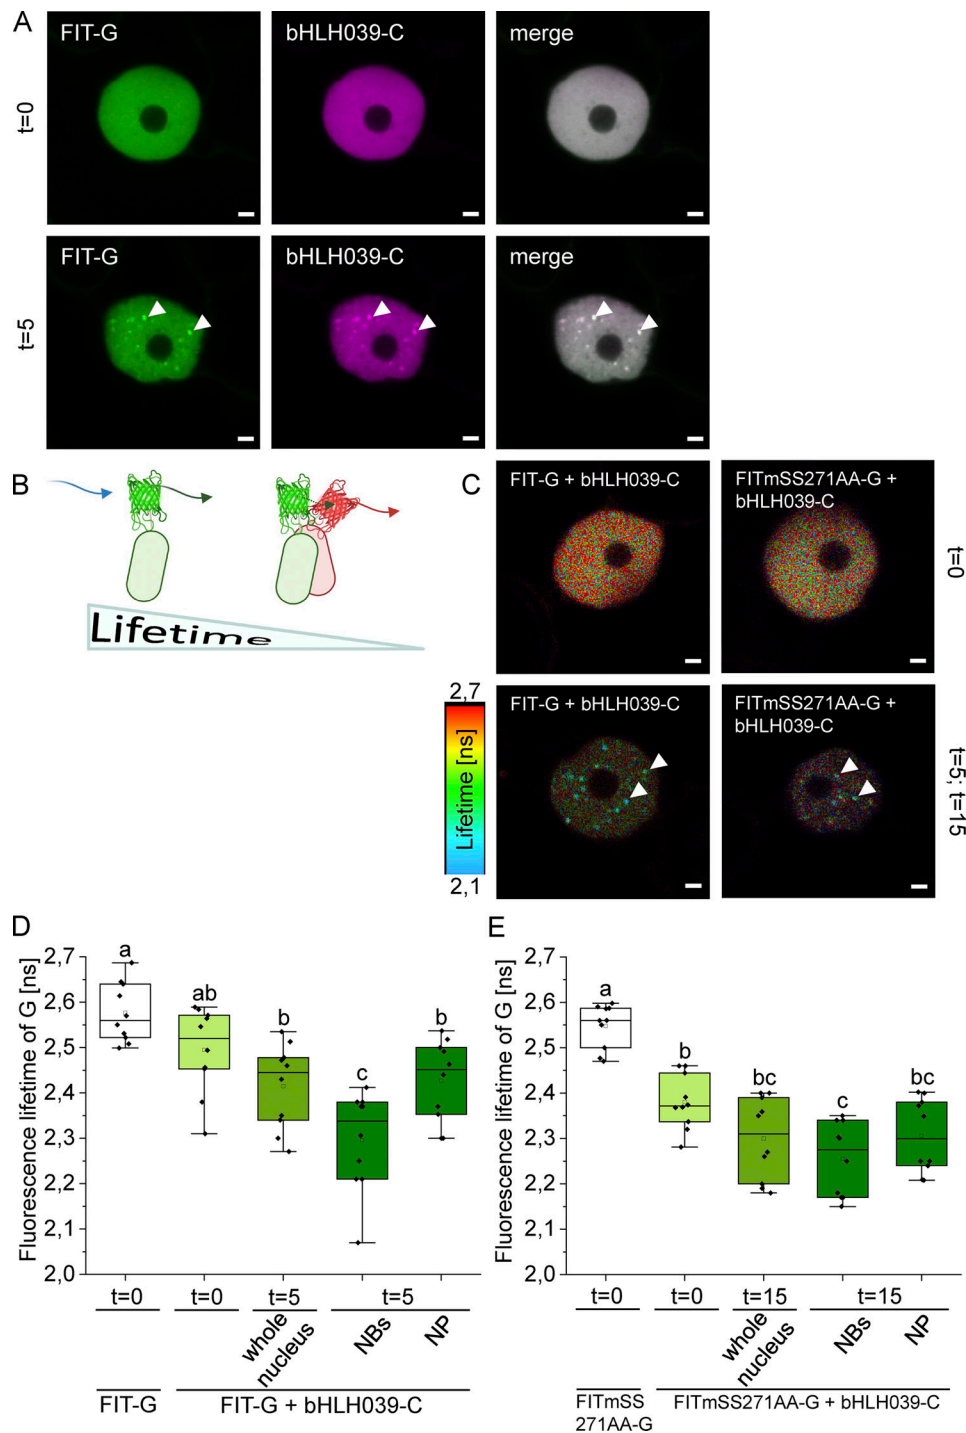 A
FIT-G
bHLH039-C
merge
t=0
FIT-G
bHLH039-C
merge
t=5
B
Lifetime
C
FIT-G + bHLH039-C
FITmSS271AA-G +
bHLH039-C
t=0
2,7
Lifetime [ns]
2,1
FIT-G + bHLH039-C
FITmSS271AA-G +
bHLH039-C
t=5; t=15
D
Fluorescence lifetime of G [ns]
2,7
2,6
2,5
2,4
2,3
2,2
2,1
2,0
a
ab
b
c
b
t=0
t=0
t=5
t=5
whole
nucleus
NBs
NP
FIT-G
FIT-G + bHLH039-C
E
Fluorescence lifetime of G [ns]
2,7
2,6
2,5
2,4
2,3
2,2
2,1
2,0
a
b
bc
c
bc
t=0
t=0
t=15
t=15
whole
nucleus
NBs
NP
FITmSS
271AA-G
FITmSS271AA-G + bHLH039-C